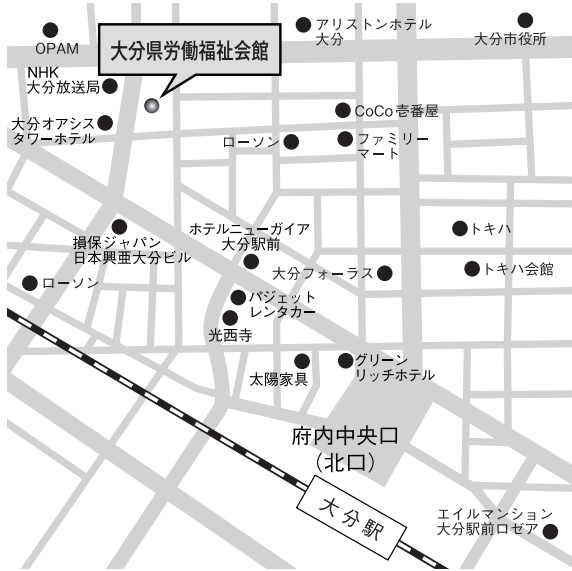 OPAM
大分県労働福祉会館
アリストンホテル
大分
大分市役所
NHK
大分放送局
大分オアシス
タワーホテル
CoCo壱番屋
ローソン
ファミリー
マート
損保ジャパン
日本興亜大分ビル
ホテルニューガイア
大分駅前
トキハ
大分フォーラス
トキハ会館
ローソン
バジェット
レンタカー
光西寺
太陽家具
グリーン
リッチホテル
府内中央口
（北口）
大分駅
エイルマンション
大分駅前ロゼア